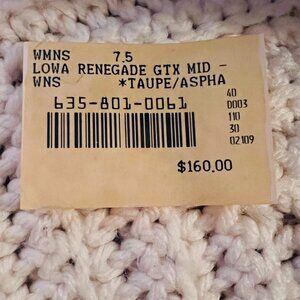 WMNS 7.5
LOWA RENEGADE GTX MID -
WNS *TAUPE/ASPHA
635-801-0061
40
0003
110
30
02109
$160.00